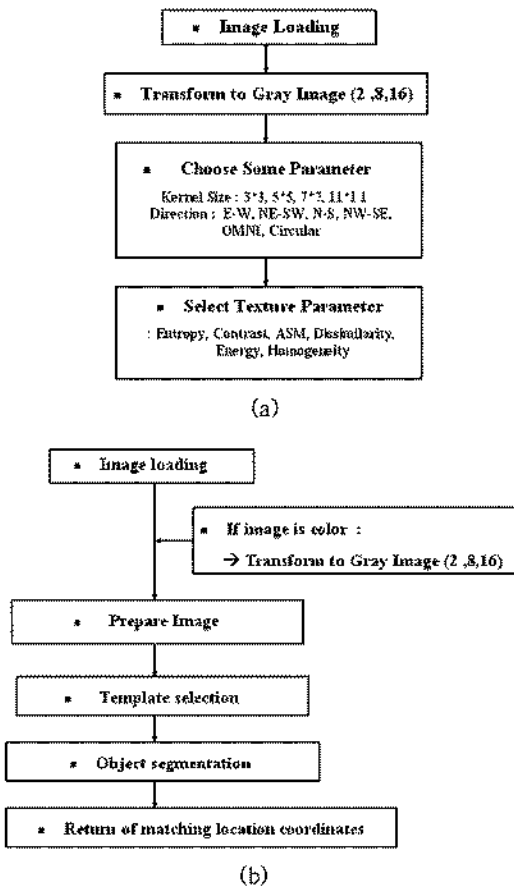 ▪ Image Loading
▪ Transform to Gray Image (2 ,8,16)
▪ Choose Some Parameter
Kernel Size : 3*3, 5*5, 7*7, 11*11
Direction : E-W, NE-SW, N-S, NW-SE,
OMNI, Circular
▪ Select Texture Parameter
: Entropy, Contrast, ASM, Dissimilarity,
Energy, Homogeneity
(a)
▪ Image loading
▪ If image is color :
→ Transform to Gray Image (2 ,8,16)
▪ Prepare Image
▪ Template selection
▪ Object segmentation
▪ Return of matching location coordinates
(b)